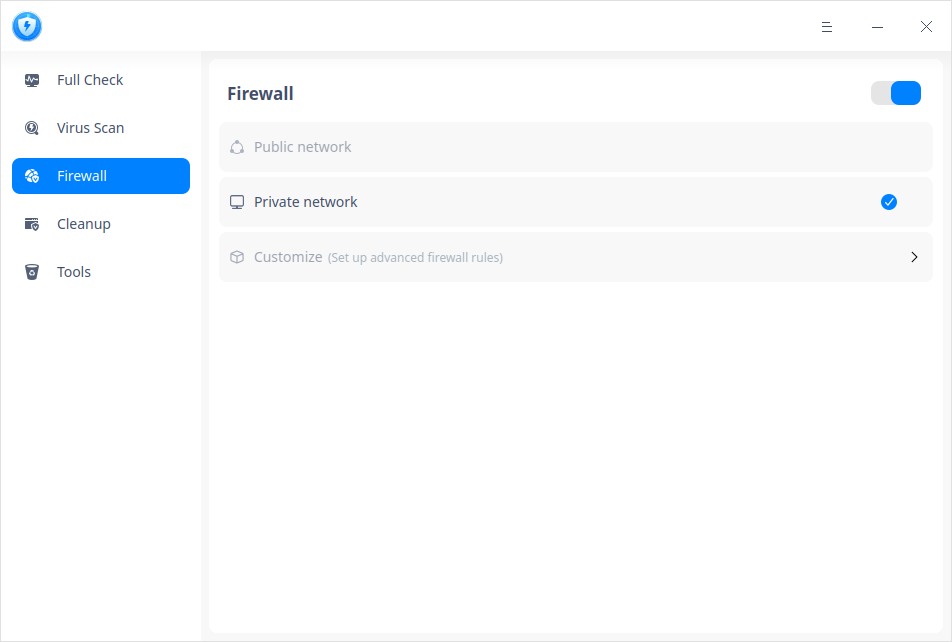 Full Check
Virus Scan
Firewall
Cleanup
Tools
Firewall
Public network
Private network
Customize (Set up advanced firewall rules)